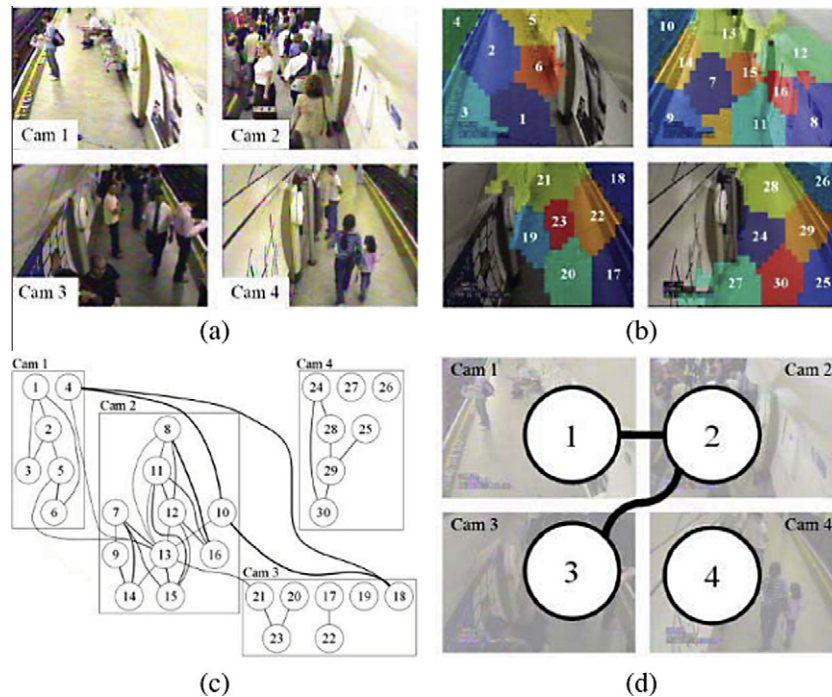 Cam 1
Cam 2
Cam 3
Cam 4
(a)
4 5 2 6 3 1
10 13 12 14 7 15 16 9 11 8
21 18 23 22 19 20 17
26 28 29 24 27 30 25
(b)
Cam 1
1 4
2
3 5
6
Cam 2
8
11
7 12 10
9 13 16
14 15
Cam 3
21 20 17 19 18
23 22
Cam 4
24 27 26
28 25
29
30
(c)
Cam 1
1
Cam 2
2
Cam 3
3
Cam 4
4
(d)